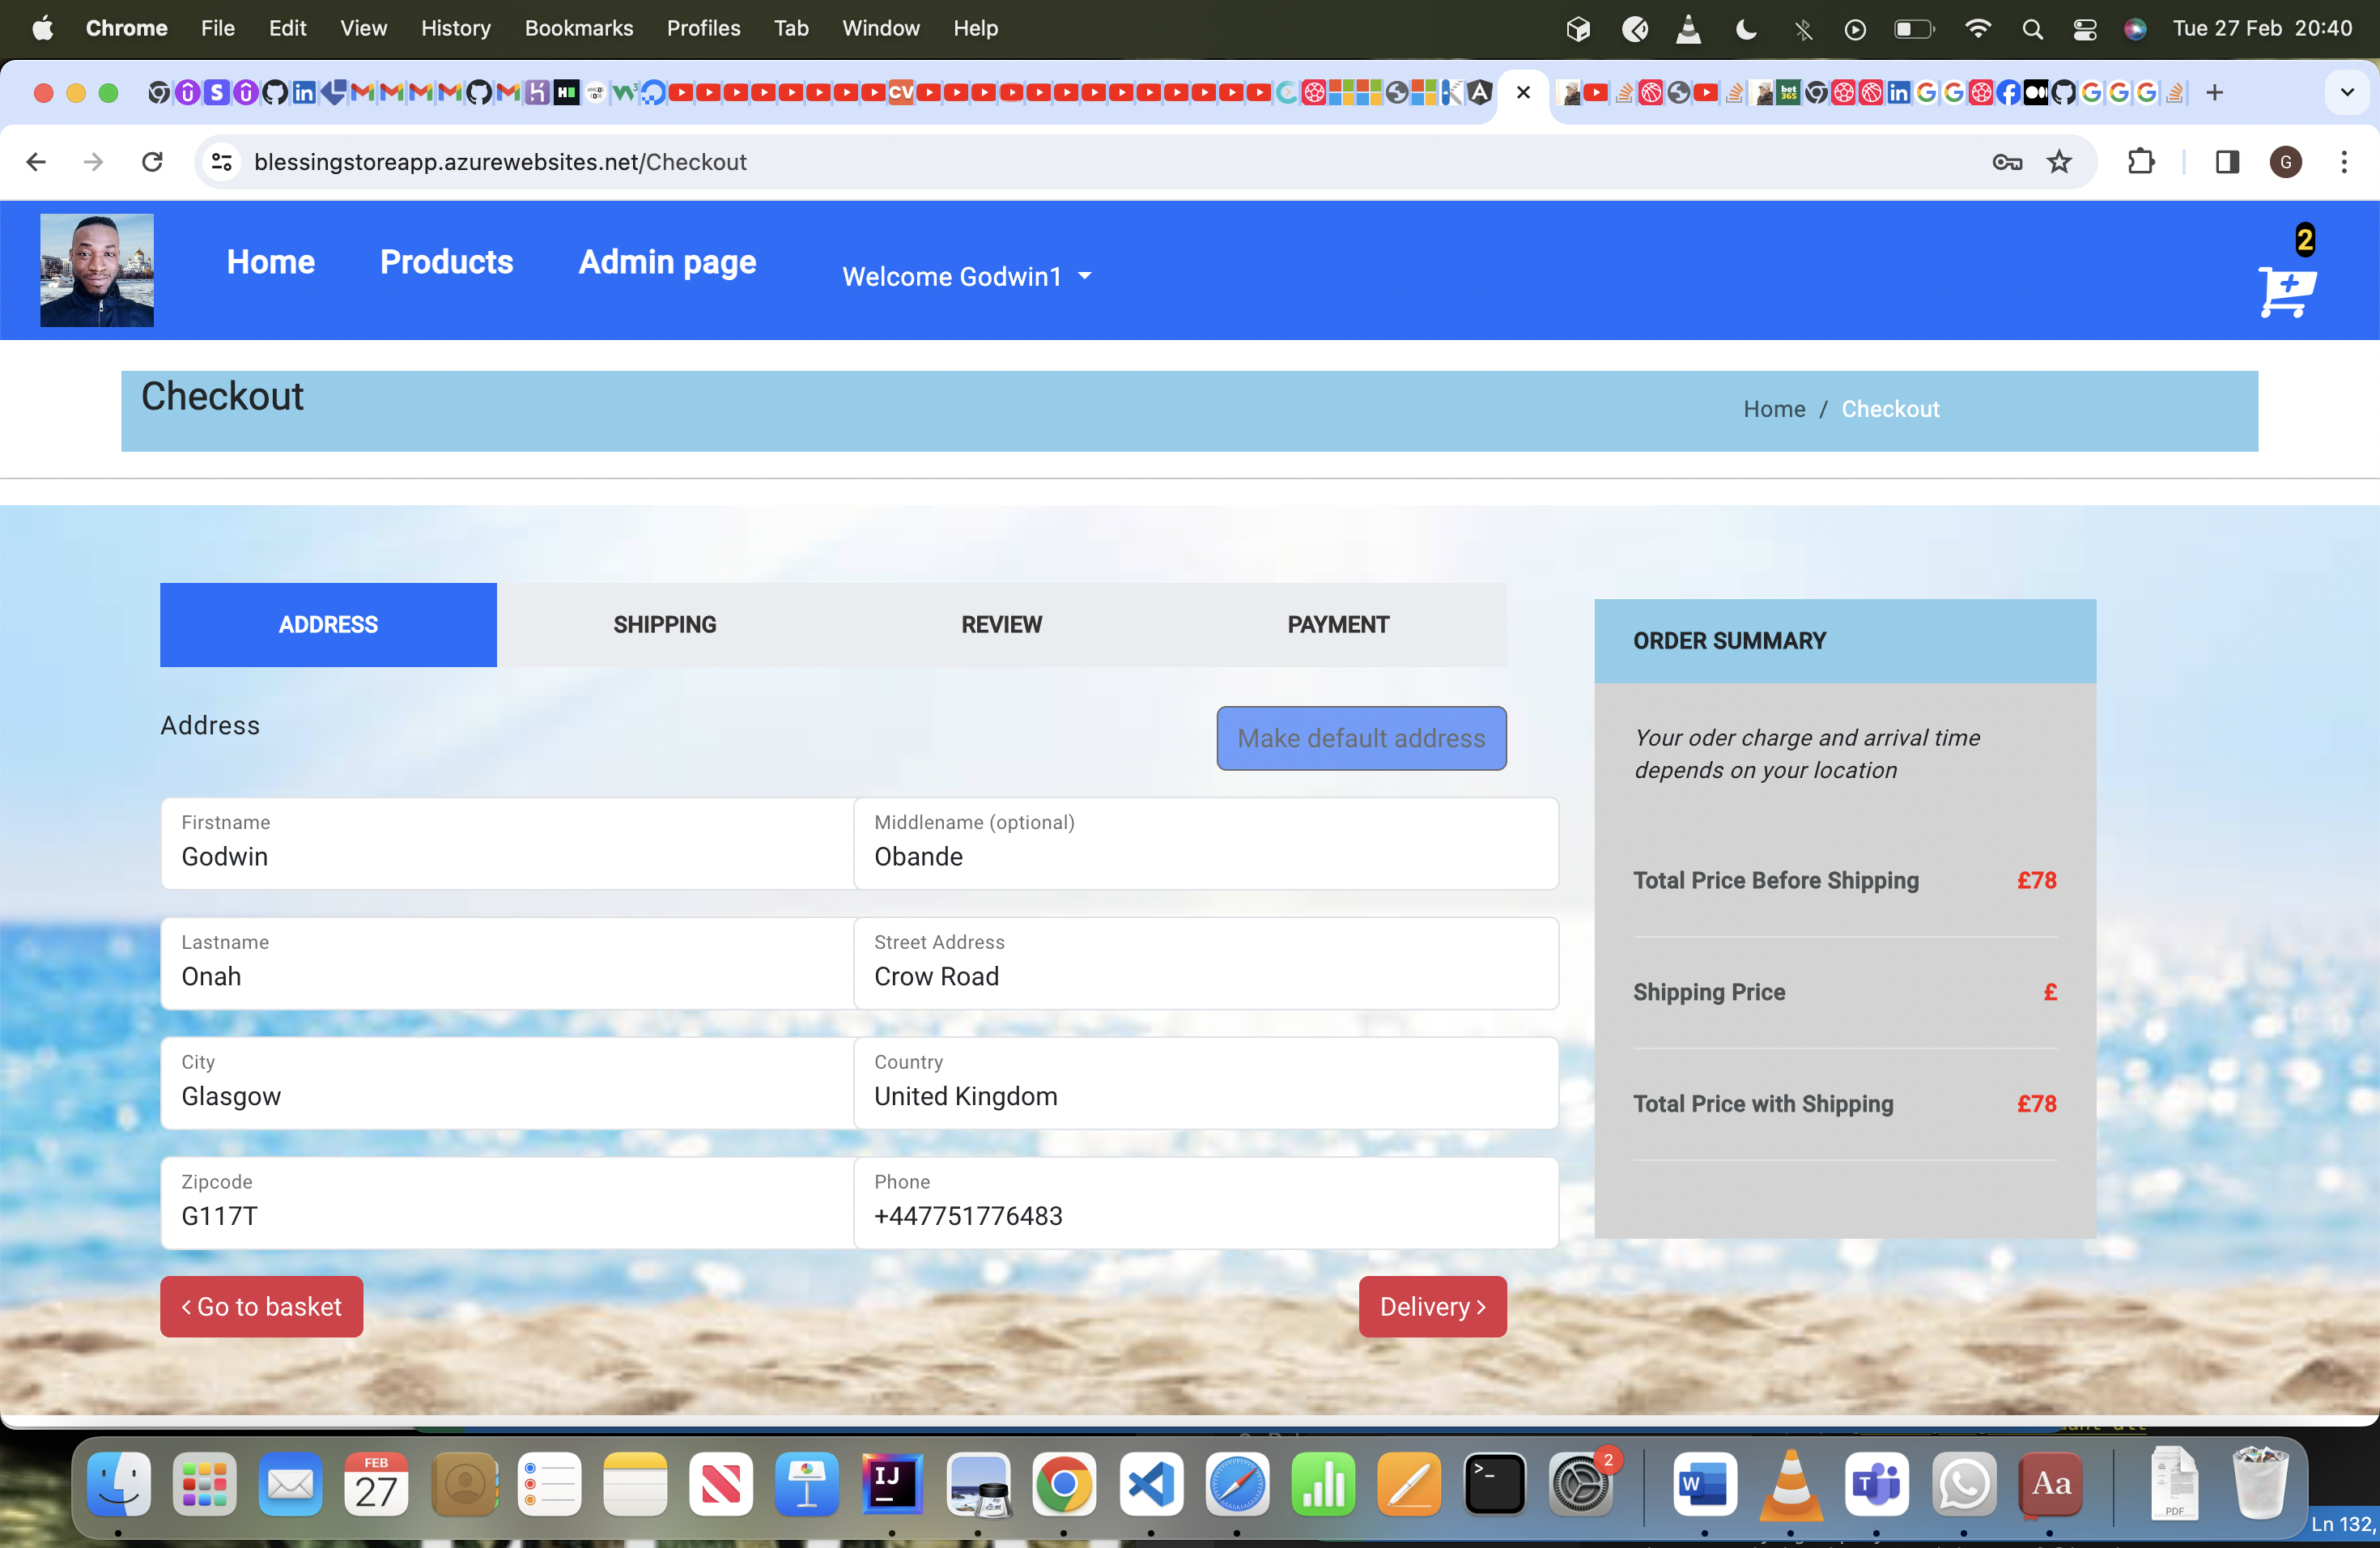 Chrome File Edit View History Bookmarks Profiles Tab Window Help Tue 27 Feb 20:40
blessingstoreapp.azurewebsites.net/Checkout
G
2
Home Products Admin page Welcome Godwin1
Checkout
Home / Checkout
ADDRESS SHIPPING REVIEW PAYMENT
Address
Make default address
Firstname
Godwin
Middlename (optional)
Obande
Lastname
Onah
Street Address
Crow Road
City
Glasgow
Country
United Kingdom
Zipcode
G117T
Phone
+447751776483
‹ Go to basket
Delivery ›
ORDER SUMMARY
Your oder charge and arrival time
depends on your location
Total Price Before Shipping £78
Shipping Price £
Total Price with Shipping £78
FEB
27
IJ
>_
2
W
T
Aa
PDF
Ln 132,